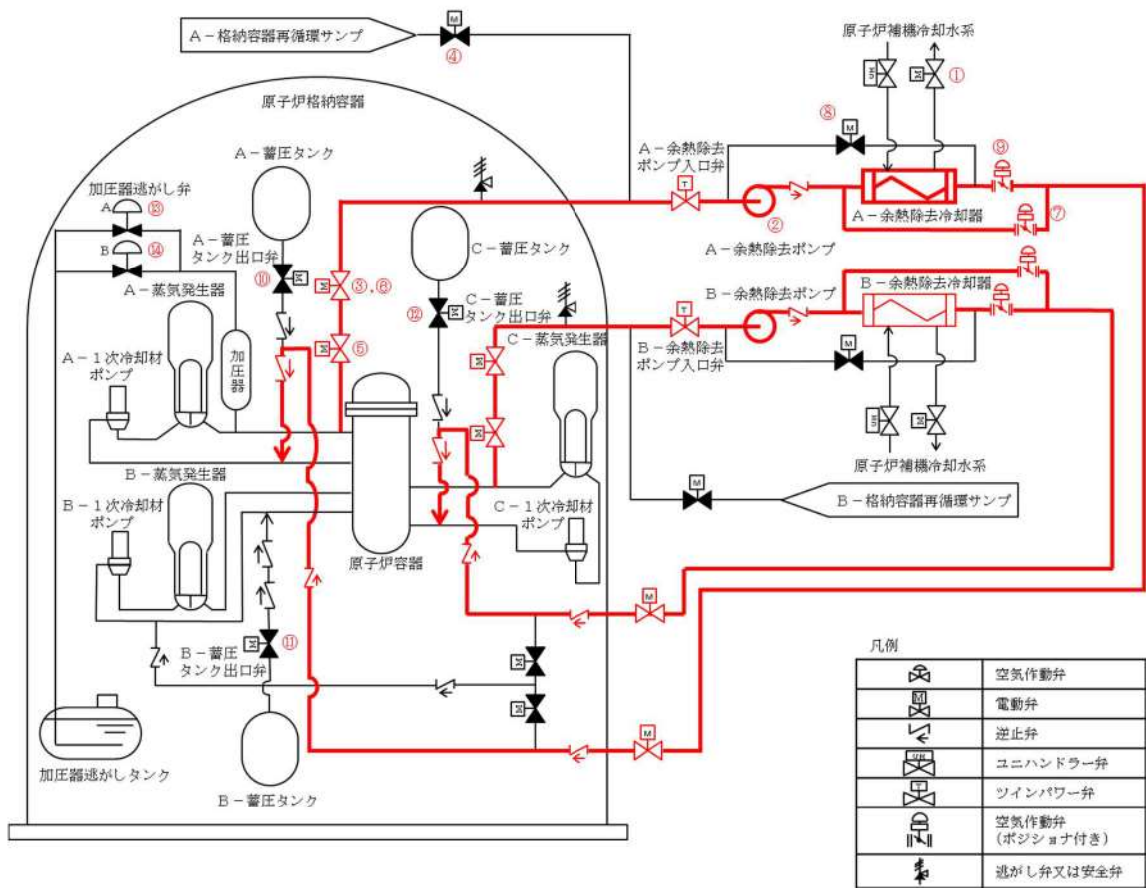 A－格納容器再循環サンプ
M
④
原子炉補機冷却水系
①
⑧
M
⑨
原子炉格納容器
A－余熱除去
ポンプ入口弁
T
A－余熱除去冷却器
⑦
②
A－余熱除去ポンプ
A－蓄圧タンク
加圧器逃がし弁
A
⑬
B
⑭
A－蓄圧
タンク出口弁
⑩
M
C－蓄圧タンク
M
③,⑥
⑫
M
C－蓄圧
タンク出口弁
B－余熱除去ポンプ
B－余熱除去冷却器
T
B－余熱除去
ポンプ入口弁
M
A－蒸気発生器
C－蒸気発生器
M
⑤
M
A－1次冷却材
ポンプ
加圧器
M
原子炉補機冷却水系
B－蒸気発生器
B－1次冷却材
ポンプ
C－1次冷却材
ポンプ
M
B－格納容器再循環サンプ
原子炉容器
M
M
⑪
B－蓄圧
タンク出口弁
M
M
M
加圧器逃がしタンク
B－蓄圧タンク
凡例
空気作動弁
M
電動弁
逆止弁
ユニハンドラー弁
T
ツインパワー弁
空気作動弁
(ポジショナ付き)
逃がし弁又は安全弁